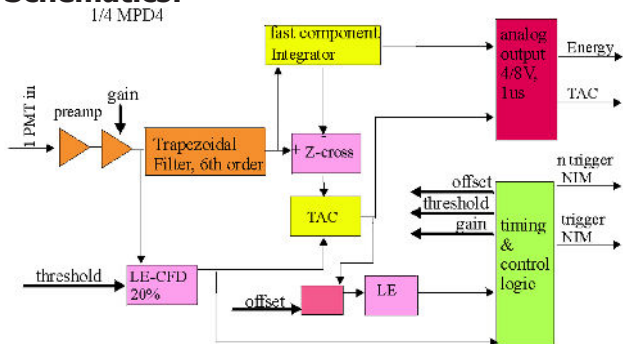 Schematics:
1/4 MPD4
fast component
Integrator
analog
output
4/8V,
1us
Energy
TAC
1 PMT in
preamp
gain
Trapezoidal
Filter, 6th order
+ Z-cross
TAC
n trigger
NIM
offset
threshold
gain
timing
&
control
logic
trigger
NIM
threshold
LE-CFD
20%
offset
LE